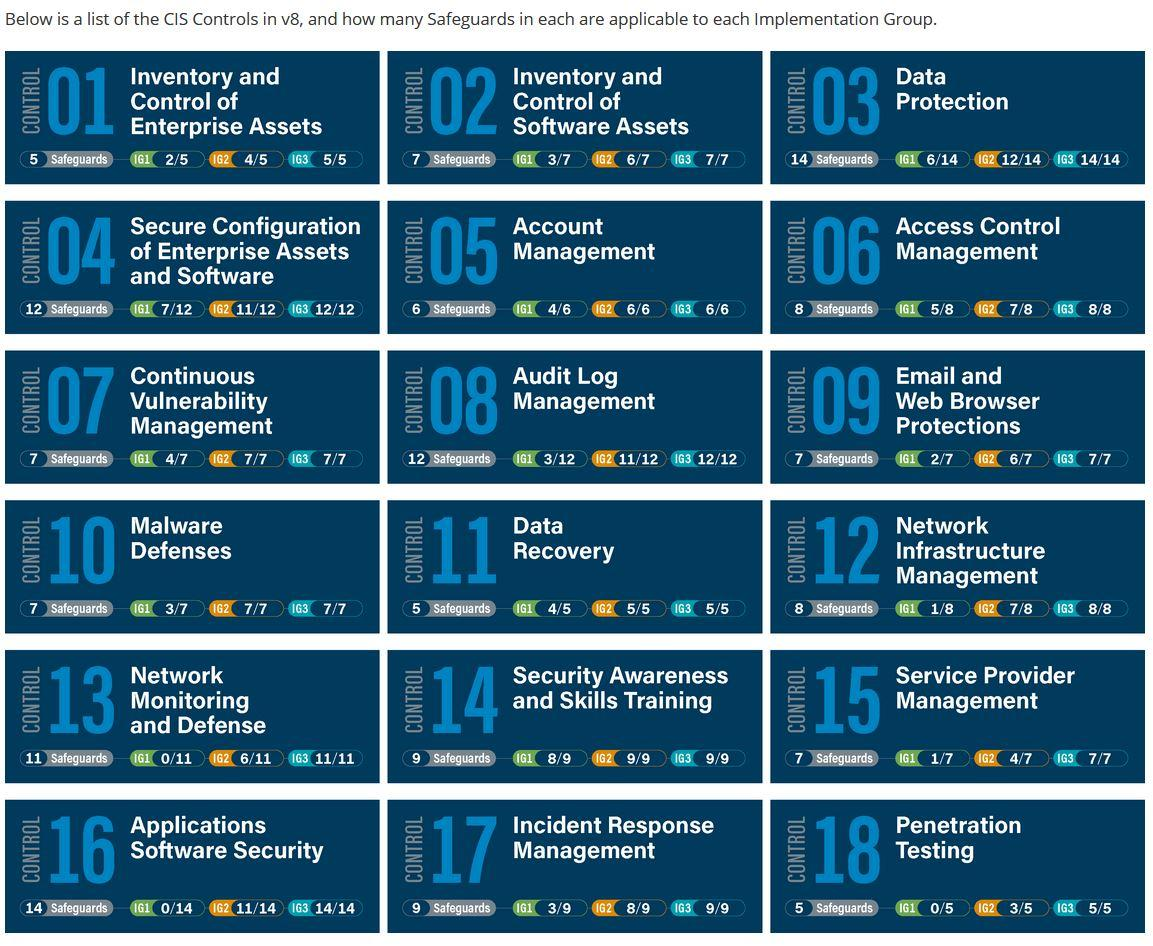 Below is a list of the CIS Controls in v8, and how many Safeguards in each are applicable to each Implementation Group.
CONTROL 01
Inventory and
Control of
Enterprise Assets
5 Safeguards IG1 2/5 IG2 4/5 IG3 5/5
CONTROL 02
Inventory and
Control of
Software Assets
7 Safeguards IG1 3/7 IG2 6/7 IG3 7/7
CONTROL 03
Data
Protection
14 Safeguards IG1 6/14 IG2 12/14 IG3 14/14
CONTROL 04
Secure Configuration
of Enterprise Assets
and Software
12 Safeguards IG1 7/12 IG2 11/12 IG3 12/12
CONTROL 05
Account
Management
6 Safeguards IG1 4/6 IG2 6/6 IG3 6/6
CONTROL 06
Access Control
Management
8 Safeguards IG1 5/8 IG2 7/8 IG3 8/8
CONTROL 07
Continuous
Vulnerability
Management
7 Safeguards IG1 4/7 IG2 7/7 IG3 7/7
CONTROL 08
Audit Log
Management
12 Safeguards IG1 3/12 IG2 11/12 IG3 12/12
CONTROL 09
Email and
Web Browser
Protections
7 Safeguards IG1 2/7 IG2 6/7 IG3 7/7
CONTROL 10
Malware
Defenses
7 Safeguards IG1 3/7 IG2 7/7 IG3 7/7
CONTROL 11
Data
Recovery
5 Safeguards IG1 4/5 IG2 5/5 IG3 5/5
CONTROL 12
Network
Infrastructure
Management
8 Safeguards IG1 1/8 IG2 7/8 IG3 8/8
CONTROL 13
Network
Monitoring
and Defense
11 Safeguards IG1 0/11 IG2 6/11 IG3 11/11
CONTROL 14
Security Awareness
and Skills Training
9 Safeguards IG1 8/9 IG2 9/9 IG3 9/9
CONTROL 15
Service Provider
Management
7 Safeguards IG1 1/7 IG2 4/7 IG3 7/7
CONTROL 16
Applications
Software Security
14 Safeguards IG1 0/14 IG2 11/14 IG3 14/14
CONTROL 17
Incident Response
Management
9 Safeguards IG1 3/9 IG2 8/9 IG3 9/9
CONTROL 18
Penetration
Testing
5 Safeguards IG1 0/5 IG2 3/5 IG3 5/5